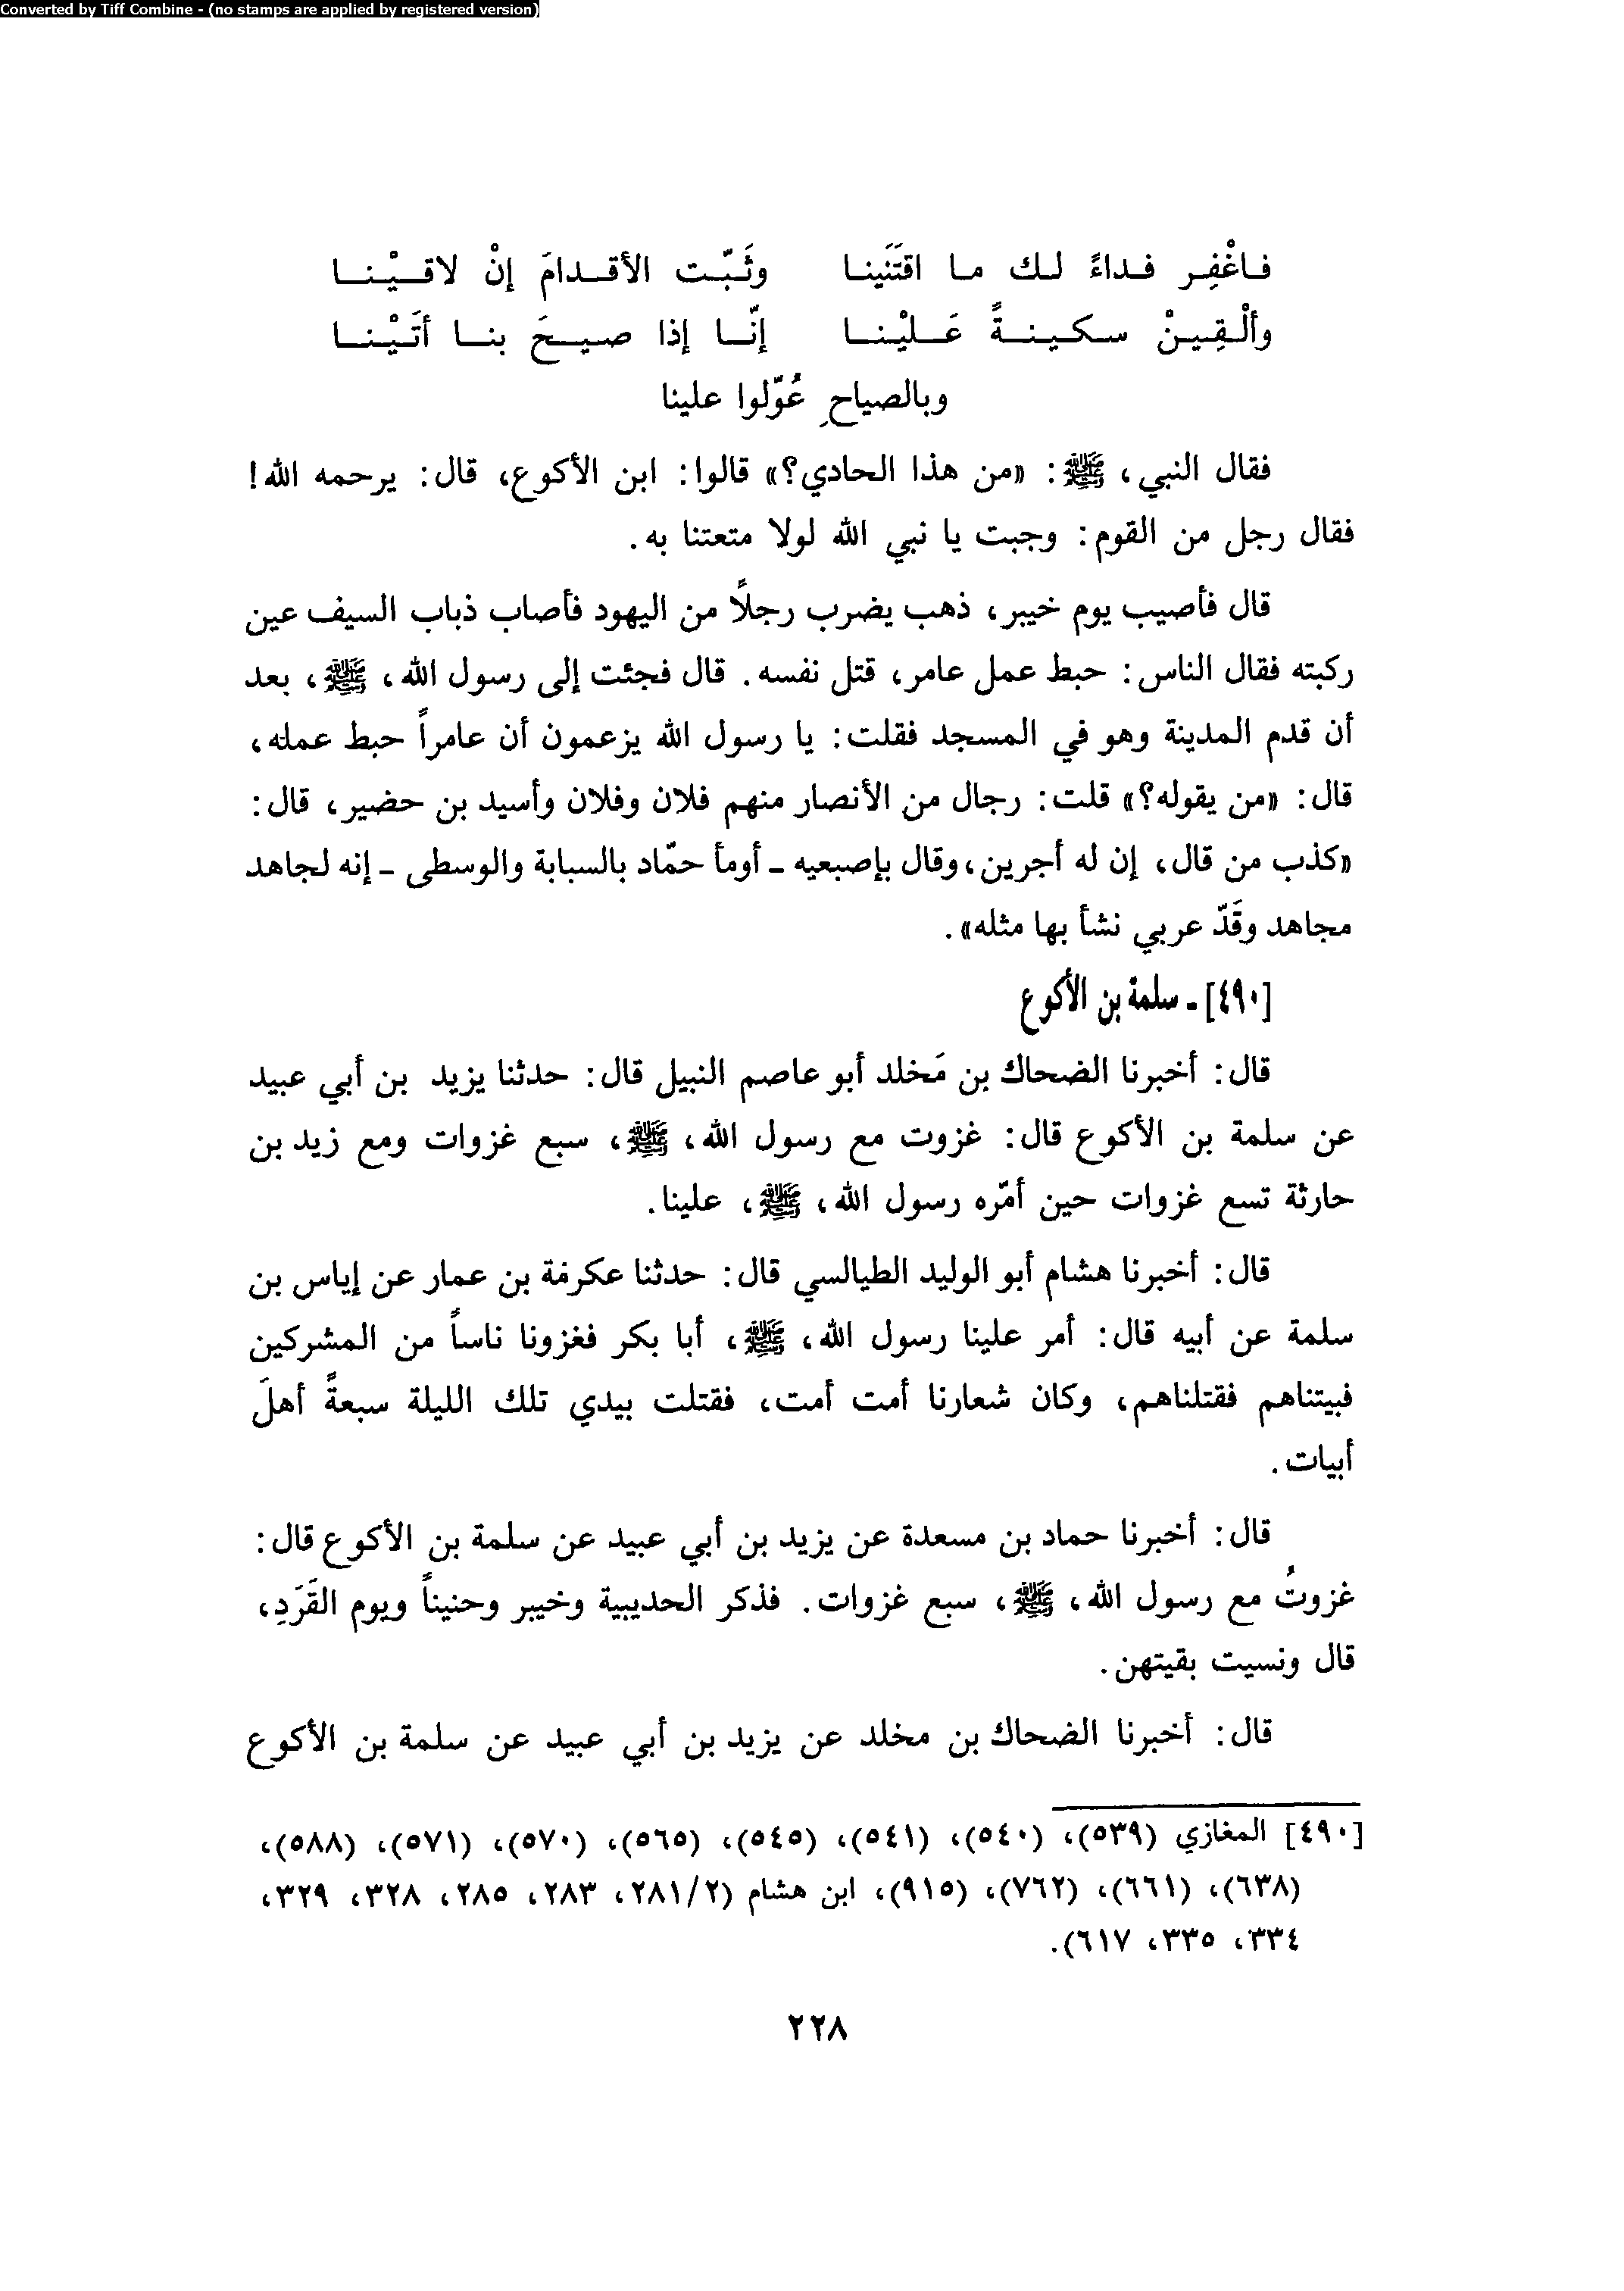 Converted by Tiff Combine - (no stamps are applied by registered version)
فاغْفِر فداءً لك ما اقتَنَينا وثَبّت الأقدامَ إنْ لاقيْنا
وألْقِينْ سكينةً عَليْنا إنّا إذا صيحَ بنا أتَيْنا
وبالصياحِ عُوّلوا علينا
فقال النبي، ﷺ: «من هذا الحادي؟» قالوا: ابن الأكوع، قال: يرحمه الله!
فقال رجل من القوم: وجبت يا نبي الله لولا متعتنا به.
قال فأصيب يوم خيبر، ذهب يضرب رجلاً من اليهود فأصاب ذباب السيف عين
ركبته فقال الناس: حبط عمل عامر، قتل نفسه. قال فجئت إلى رسول الله، ﷺ، بعد
أن قدم المدينة وهو في المسجد فقلت: يا رسول الله يزعمون أن عامراً حبط عمله،
قال: «من يقوله؟» قلت: رجال من الأنصار منهم فلان وفلان وأسيد بن حضير، قال:
«كذب من قال، إن له أجرين، وقال بإصبعيه - أومأ حمّاد بالسبابة والوسطى - إنه لجاهد
مجاهد وقَدّ عربي نشأ بها مثله».
[٤٩٠] - سلمة بن الأكوع
قال: أخبرنا الضحاك بن مَخلد أبو عاصم النبيل قال: حدثنا يزيد بن أبي عبيد
عن سلمة بن الأكوع قال: غزوت مع رسول الله، ﷺ، سبع غزوات ومع زيد بن
حارثة تسع غزوات حين أمّره رسول الله، ﷺ، علينا.
قال: أخبرنا هشام أبو الوليد الطيالسي قال: حدثنا عكرمة بن عمار عن إياس بن
سلمة عن أبيه قال: أمر علينا رسول الله، ﷺ، أبا بكر فغزونا ناساً من المشركين
فبيتناهم فقتلناهم، وكان شعارنا أمت أمت، فقتلت بيدي تلك الليلة سبعةً أهلَ
أبيات.
قال: أخبرنا حماد بن مسعدة عن يزيد بن أبي عبيد عن سلمة بن الأكوع قال:
غزوتُ مع رسول الله، ﷺ، سبع غزوات. فذكر الحديبية وخيبر وحنيناً ويوم القَرَدِ،
قال ونسيت بقيتهن.
قال: أخبرنا الضحاك بن مخلد عن يزيد بن أبي عبيد عن سلمة بن الأكوع
[٤٩٠] المغازي (٥٣٩)، (٥٤٠)، (٥٤١)، (٥٤٥)، (٥٦٥)، (٥٧٠)، (٥٧١)، (٥٨٨)،
(٦٣٨)، (٦٦١)، (٧٦٢)، (٩١٥)، ابن هشام (٢/ ٢٨١، ٢٨٣، ٢٨٥، ٣٢٨، ٣٢٩،
٣٣٤، ٣٣٥، ٦١٧).
٢٢٨